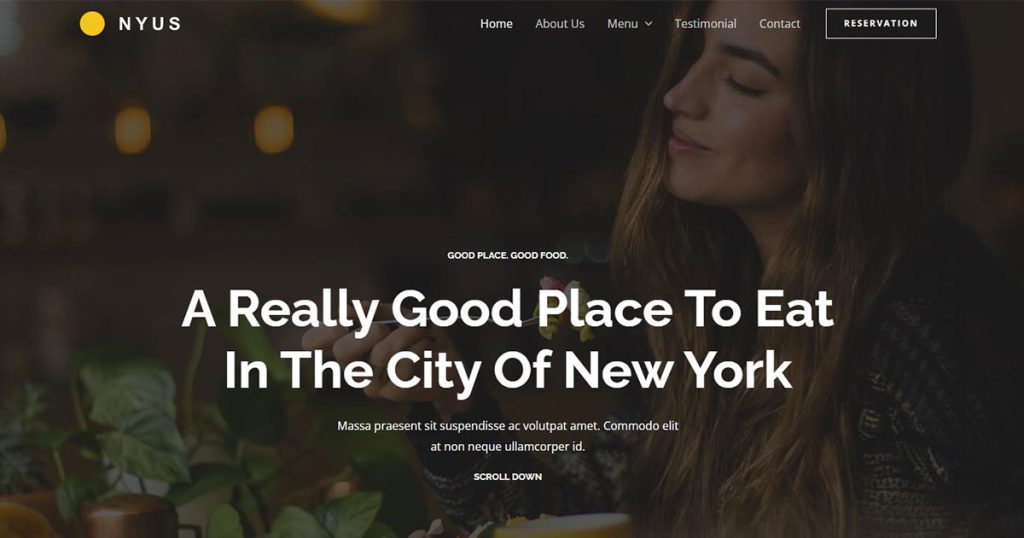 NYUS
Home About Us Menu Testimonial Contact RESERVATION
GOOD PLACE. GOOD FOOD.
A Really Good Place To Eat
In The City Of New York
Massa praesent sit suspendisse ac volutpat amet. Commodo elit
at non neque ullamcorper id.
SCROLL DOWN